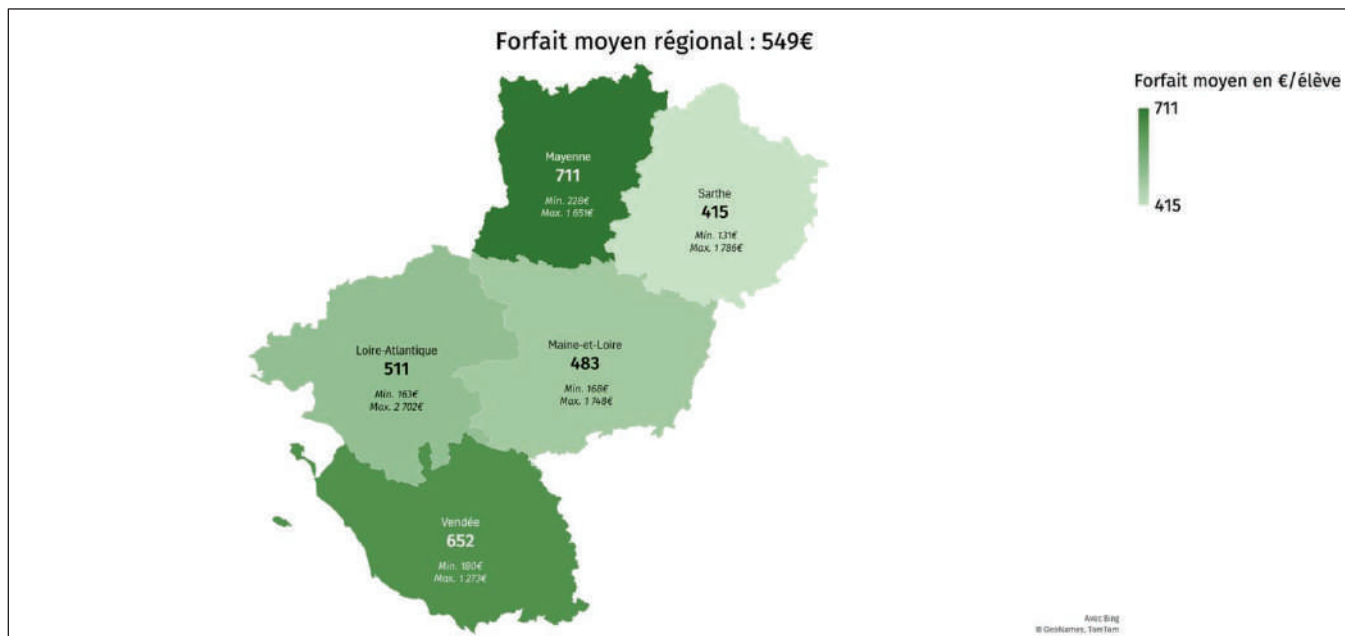 Forfait moyen régional : 549€
Forfait moyen en €/élève
711
415
Mayenne
711
Min. 228€
Max. 1 651€
Sarthe
415
Min. 131€
Max. 1 786€
Loire-Atlantique
511
Min. 163€
Max. 2 702€
Maine-et-Loire
483
Min. 168€
Max. 1 748€
Vendée
652
Min. 180€
Max. 1 273€
Avec Bing
© GeoNames, TomTom